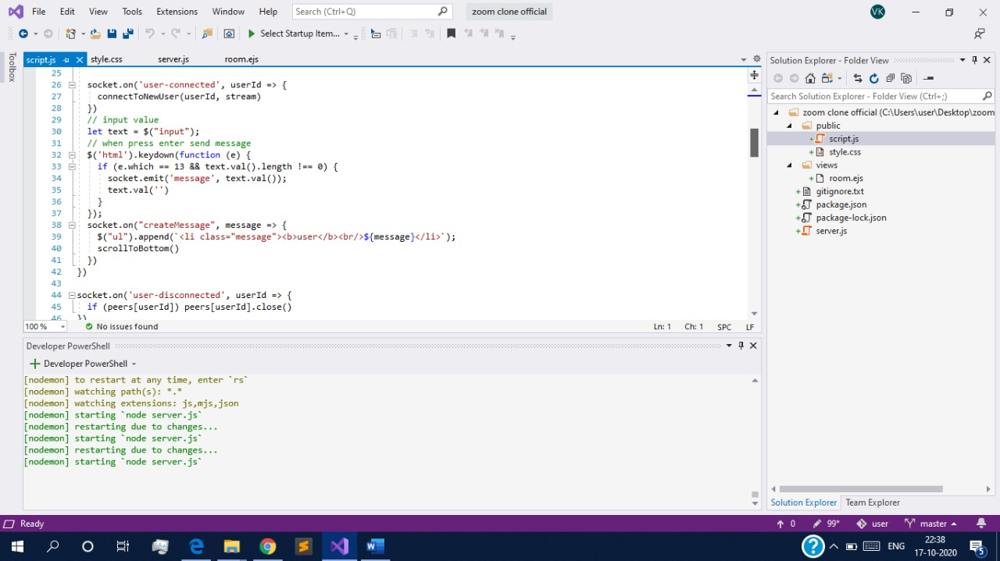 File Edit View Tools Extensions Window Help Search (Ctrl+Q) zoom clone official VK
Select Startup Item...
Toolbox
script.js style.css server.js room.ejs
25
26 socket.on('user-connected', userId => {
27 connectToNewUser(userId, stream)
28 })
29 // input value
30 let text = $("input");
31 // when press enter send message
32 $('html').keydown(function (e) {
33 if (e.which == 13 && text.val().length !== 0) {
34 socket.emit('message', text.val());
35 text.val('')
36 }
37 });
38 socket.on("createMessage", message => {
39 $("ul").append(`<li class="message"><b>user</b><br/>${message}</li>`);
40 scrollToBottom()
41 })
42 })
43
44 socket.on('user-disconnected', userId => {
45 if (peers[userId]) peers[userId].close()
46 })
100 % No issues found Ln: 1 Ch: 1 SPC LF
Developer PowerShell
Developer PowerShell
[nodemon] to restart at any time, enter `rs`
[nodemon] watching path(s): *.*
[nodemon] watching extensions: js,mjs,json
[nodemon] starting `node server.js`
[nodemon] restarting due to changes...
[nodemon] starting `node server.js`
[nodemon] restarting due to changes...
[nodemon] starting `node server.js`
Solution Explorer - Folder View
Search Solution Explorer - Folder View (Ctrl+;)
zoom clone official (C:\Users\user\Desktop\zoom
public
script.js
style.css
views
room.ejs
gitignore.txt
package.json
package-lock.json
server.js
Solution Explorer Team Explorer
Ready 0 99* user master
ENG 22:38
17-10-2020 5